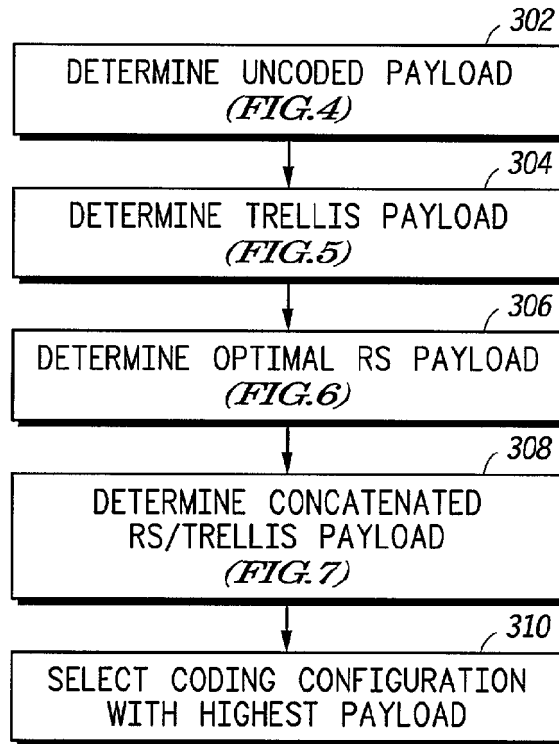 302
DETERMINE UNCODED PAYLOAD
(FIG.4)
304
DETERMINE TRELLIS PAYLOAD
(FIG.5)
306
DETERMINE OPTIMAL RS PAYLOAD
(FIG.6)
308
DETERMINE CONCATENATED
RS/TRELLIS PAYLOAD
(FIG.7)
310
SELECT CODING CONFIGURATION
WITH HIGHEST PAYLOAD